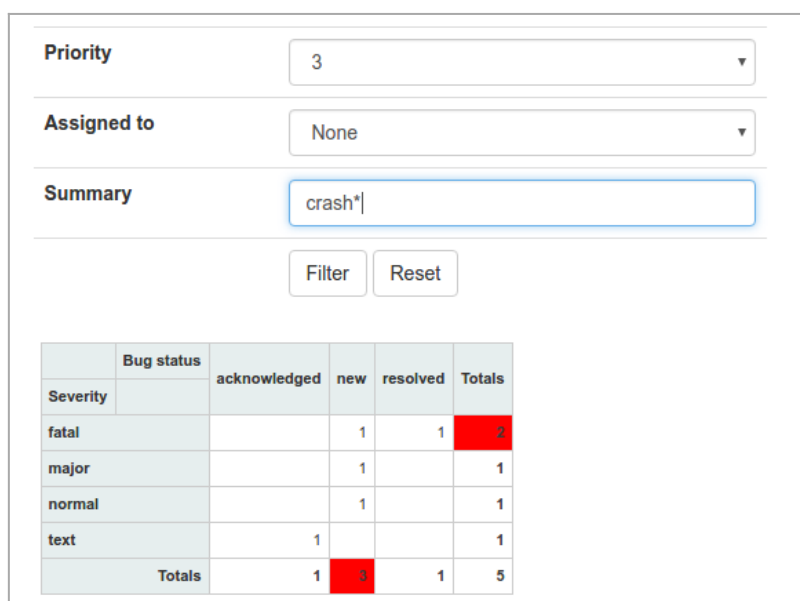 Priority
3
Assigned to
None
Summary
crash*
Filter Reset
Bug status acknowledged new resolved Totals
Severity
fatal 1 1 2
major 1 1
normal 1 1
text 1 1
Totals 1 3 1 5